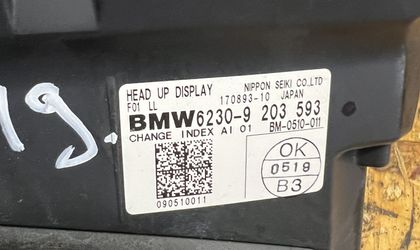 19.
HEAD UP DISPLAY NIPPON SEIKI CO.,LTD
F01 LL 170893-10 JAPAN
BMW6230-9 203 593
CHANGE INDEX AI 01 BM-0510-011
OK
0519
B3
090510011